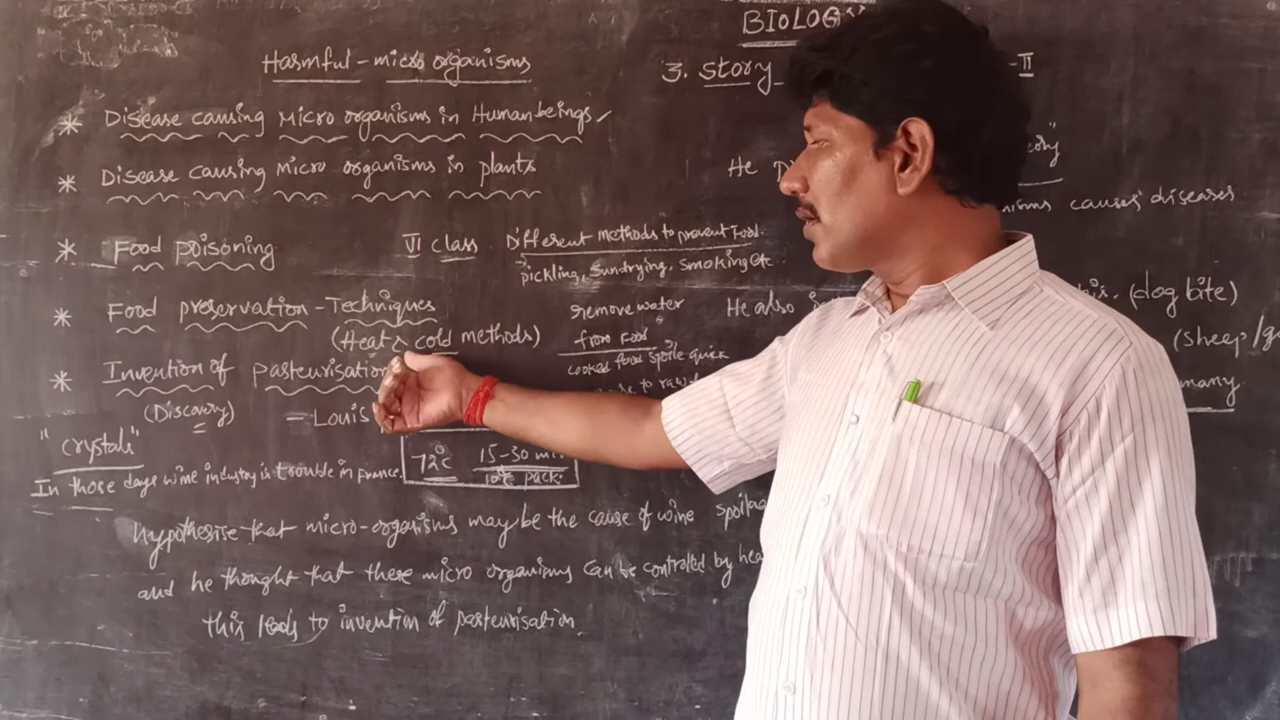 BIOLOGY
Harmful-micro organisms
3. story
-II
* Disease causing micro organisms in Human beings
* Disease causing micro organisms in plants
He
causes diseases
* Food poisoning
VI class
Different methods to prevent Food.
pickling, sundrying, smoking etc
* Food preservation - Techniques
(Heat & cold methods)
remove water
from Food
cooked food spoile quick
to raw
He also
(dog bite)
(sheep/g
many
* Invention of pasteurisation
(Discovery)
- Louis
"crystals"
72°c 15-30 mi
10°c pack.
In those days wine industry is trouble in france.
Hypothesise that micro-organisms may be the cause of wine spoilag
and he thought that these micro organisms can be controlled by hea
this leads to invention of pasteurisation.